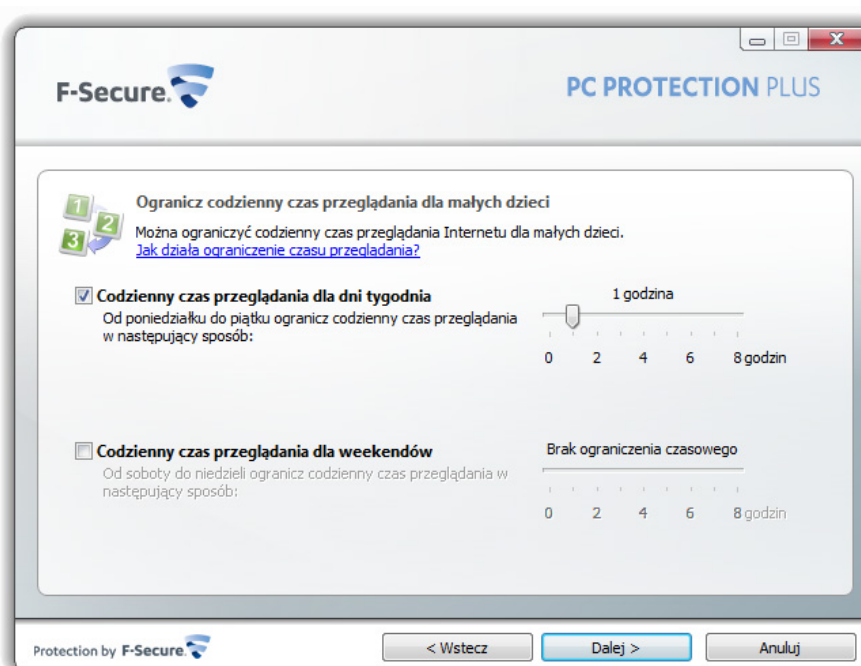 F-Secure.
PC PROTECTION PLUS
1
2
3
Ogranicz codzienny czas przeglądania dla małych dzieci
Można ograniczyć codzienny czas przeglądania Internetu dla małych dzieci.
Jak działa ograniczenie czasu przeglądania?
Codzienny czas przeglądania dla dni tygodnia
1 godzina
Od poniedziałku do piątku ogranicz codzienny czas przeglądania
w następujący sposób:
0 2 4 6 8 godzin
Codzienny czas przeglądania dla weekendów
Brak ograniczenia czasowego
Od soboty do niedzieli ogranicz codzienny czas przeglądania w
następujący sposób:
0 2 4 6 8 godzin
Protection by F-Secure.
< Wstecz
Dalej >
Anuluj